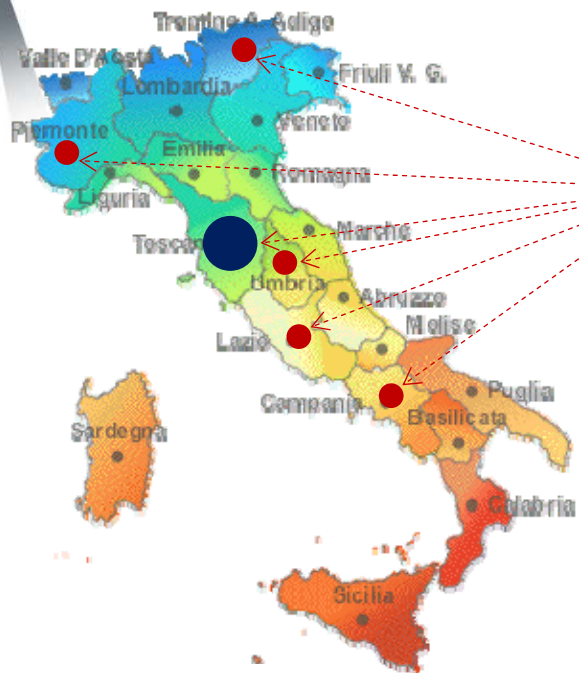 Trentino A. Adige
Valle D'Aosta
Friuli V. G.
Lombardia
Piemonte
Veneto
Emilia
Romagna
Liguria
Marche
Umbria
Abruzzo
Lazio
Molise
Campania
Puglia
Basilicata
Sardegna
Calabria
Sicilia